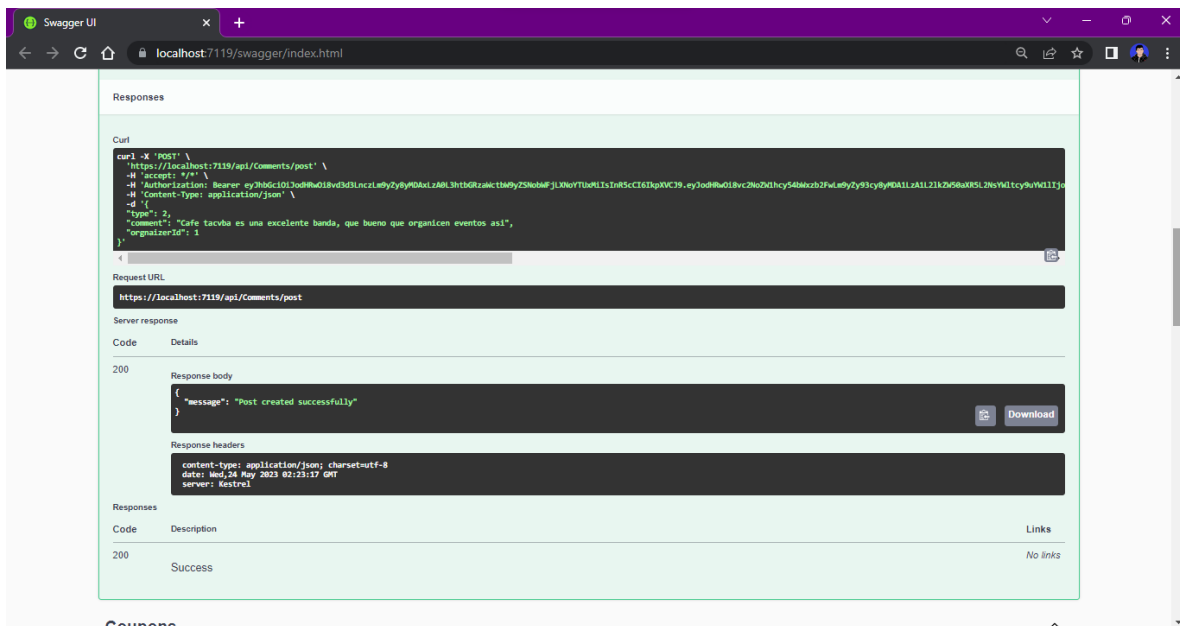 Swagger UI
localhost:7119/swagger/index.html
Responses
Curl
curl -X 'POST' \
'https://localhost:7119/api/Comments/post' \
-H 'accept: */*' \
-H 'Authorization: Bearer
-H 'Content-Type: application/json' \
-d '{
"type": 2,
"comment": "Cafe tacvba es una excelente banda, que bueno que organicen eventos asi",
"orgnaizerId": 1
}'
Request URL
https://localhost:7119/api/Comments/post
Server response
Code Details
200
Response body
{
"message": "Post created successfully"
}
Download
Response headers
content-type: application/json; charset=utf-8
date: Wed,24 May 2023 02:23:17 GMT
server: Kestrel
Responses
Code Description Links
200 No links
Success
Coupons